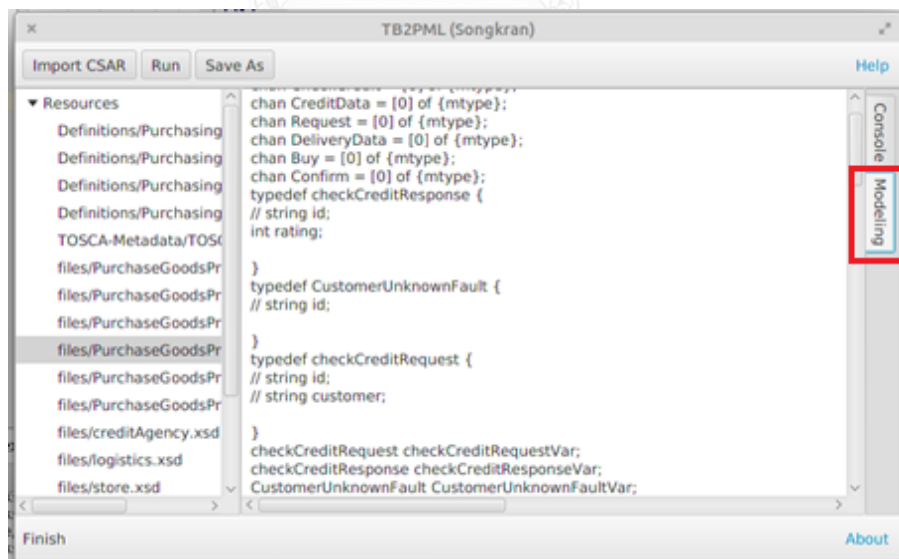 TB2PML (Songkran)
Import CSAR Run Save As Help
Resources
Definitions/Purchasing
Definitions/Purchasing
Definitions/Purchasing
Definitions/Purchasing
TOSCA-Metadata/TOSC
files/PurchaseGoodsPr
files/PurchaseGoodsPr
files/PurchaseGoodsPr
files/PurchaseGoodsPr
files/PurchaseGoodsPr
files/PurchaseGoodsPr
files/creditAgency.xsd
files/logistics.xsd
files/store.xsd
chan CreditData = [0] of {mtype};
chan Request = [0] of {mtype};
chan DeliveryData = [0] of {mtype};
chan Buy = [0] of {mtype};
chan Confirm = [0] of {mtype};
typedef checkCreditResponse {
// string id;
int rating;
}
typedef CustomerUnknownFault {
// string id;
}
typedef checkCreditRequest {
// string id;
// string customer;
}
checkCreditRequest checkCreditRequestVar;
checkCreditResponse checkCreditResponseVar;
CustomerUnknownFault CustomerUnknownFaultVar;
Console
Modeling
Finish
About